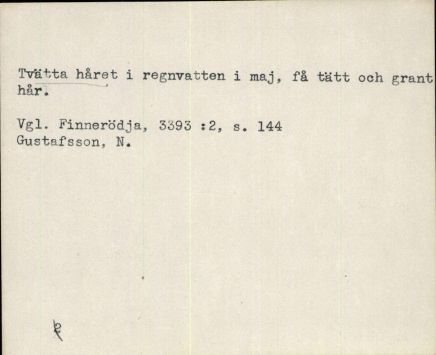 Tvätta håret i regnvatten i maj, få tätt och grant
hår.
Vgl. Finnerödja, 3393 :2, s. 144
Gustafsson, N.